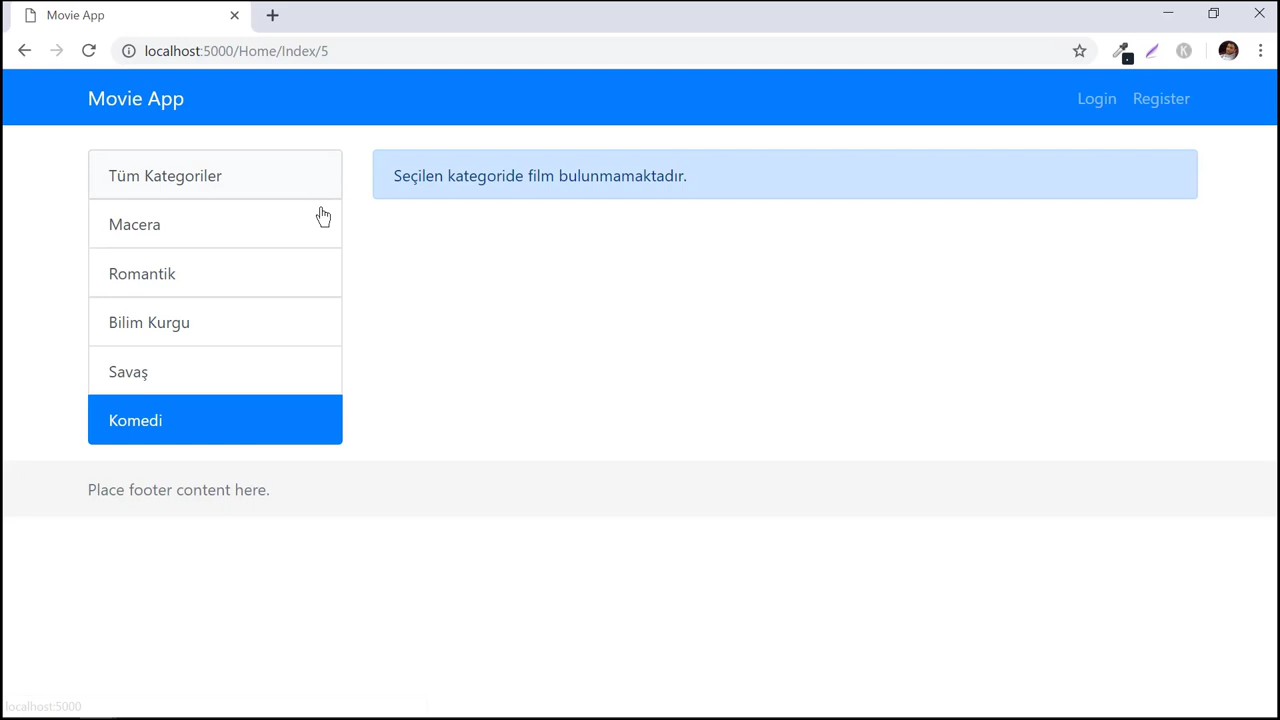 Movie App
localhost:5000/Home/Index/5
Movie App
Login Register
Tüm Kategoriler
Macera
Romantik
Bilim Kurgu
Savaş
Komedi
Seçilen kategoride film bulunmamaktadır.
Place footer content here.
localhost:5000